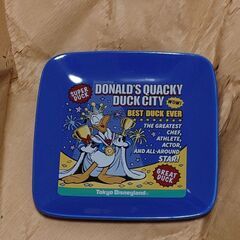 SUPER DUCK
DONALD'S QUACKY
DUCK CITY
WOW!
BEST DUCK EVER
THE GREATEST
CHEF,
ATHLETE,
ACTOR,
AND ALL-AROUND
STAR!
GREAT DUCK
Tokyo Disneyland